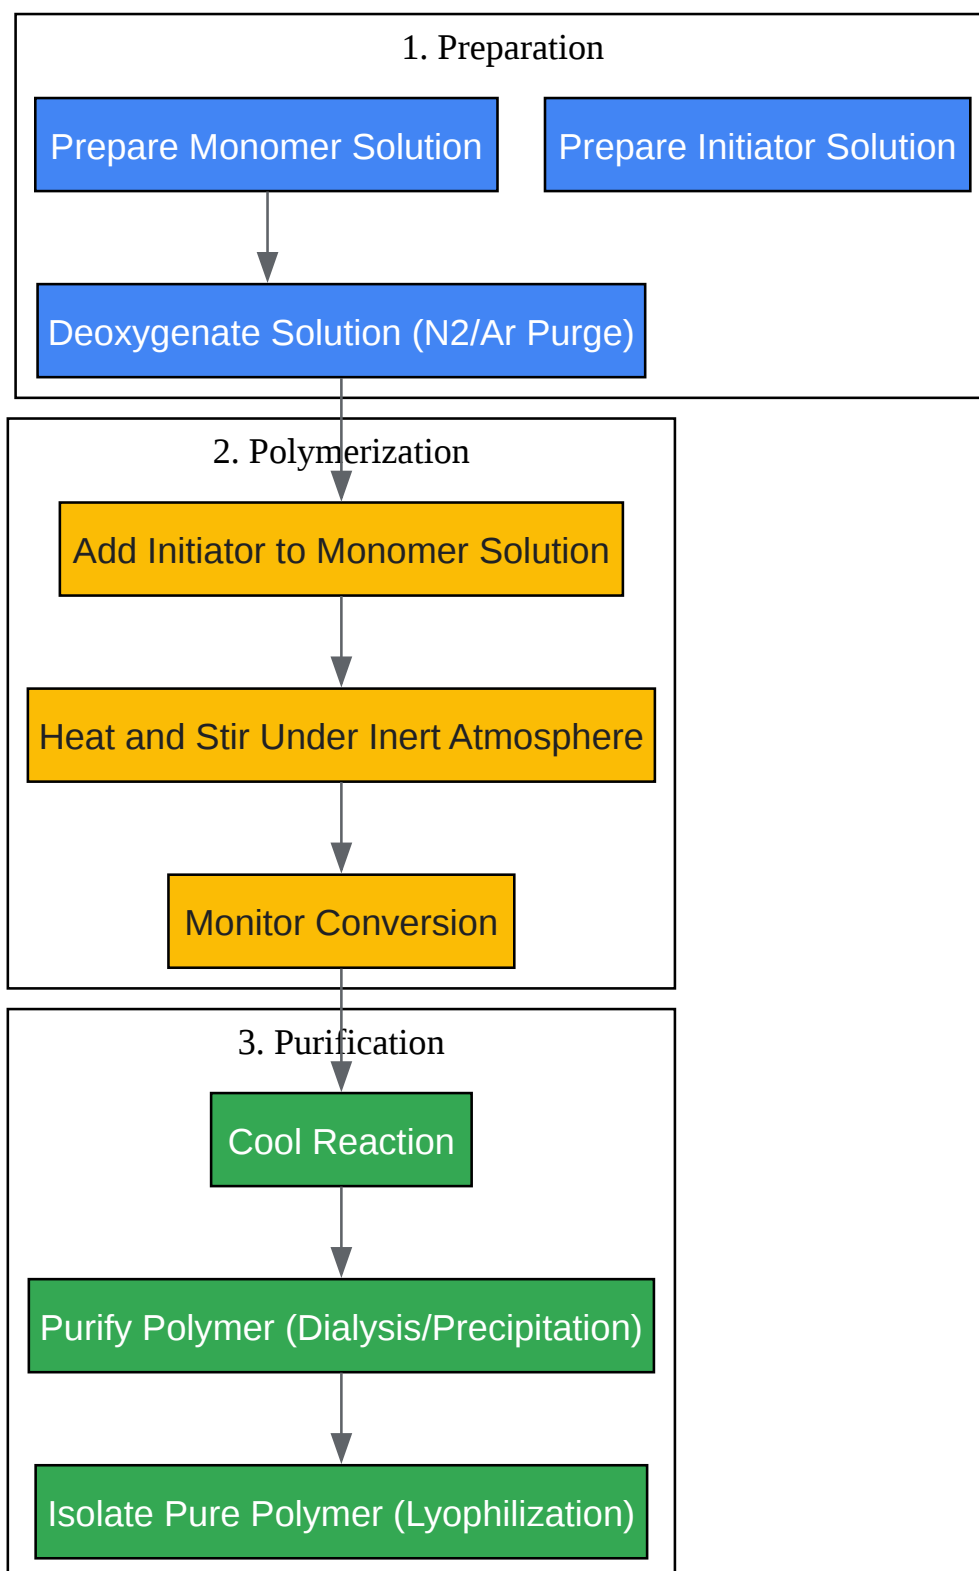 1. Preparation
Prepare Monomer Solution
Prepare Initiator Solution
Deoxygenate Solution (N2/Ar Purge)
2. Polymerization
Add Initiator to Monomer Solution
Heat and Stir Under Inert Atmosphere
Monitor Conversion
3. Purification
Cool Reaction
Purify Polymer (Dialysis/Precipitation)
Isolate Pure Polymer (Lyophilization)